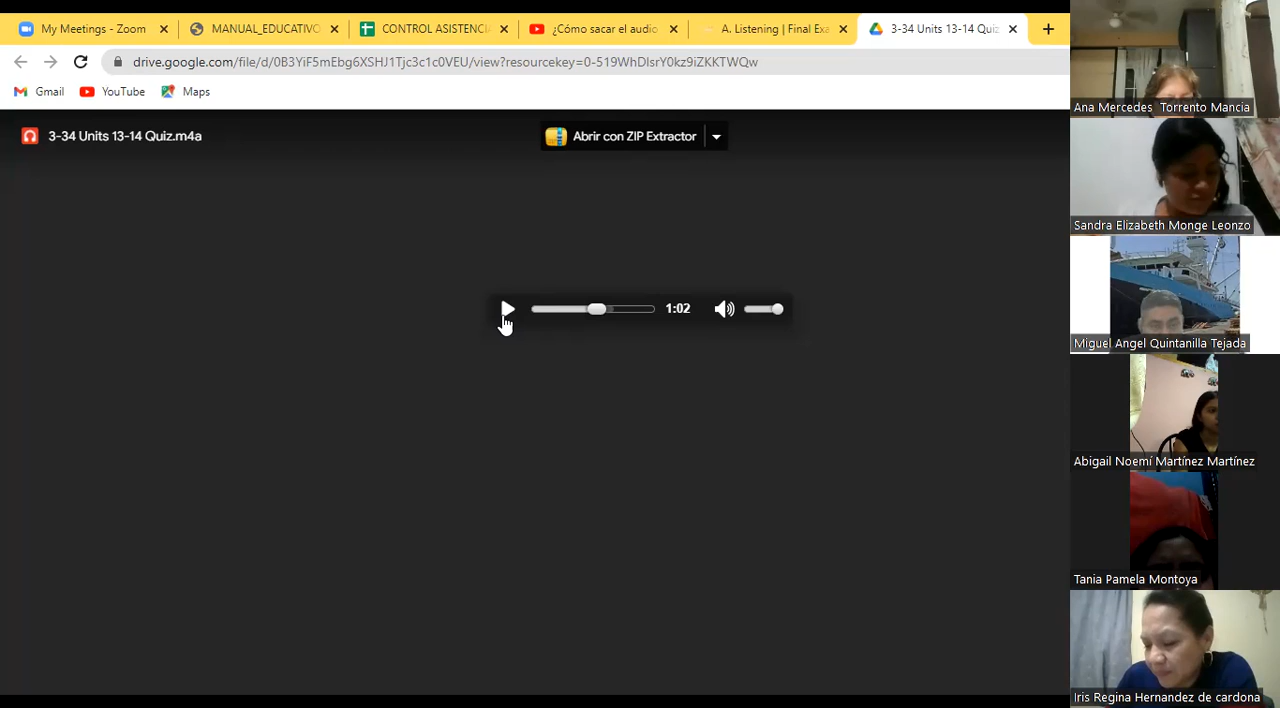 My Meetings - Zoom
MANUAL_EDUCATIVO
CONTROL ASISTENCI
¿Cómo sacar el audio
A. Listening | Final Exa
3-34 Units 13-14 Quiz
drive.google.com/file/d/0B3YiF5mEbg6XSHJ1Tjc3c1c0VEU/view?resourcekey=0-519WhDlsrY0kz9iZKKTWQw
Gmail
YouTube
Maps
3-34 Units 13-14 Quiz.m4a
Abrir con ZIP Extractor
1:02
Ana Mercedes Torrento Mancia
Sandra Elizabeth Monge Leonzo
Miguel Angel Quintanilla Tejada
Abigail Noemí Martínez Martínez
Tania Pamela Montoya
Iris Regina Hernandez de cardona